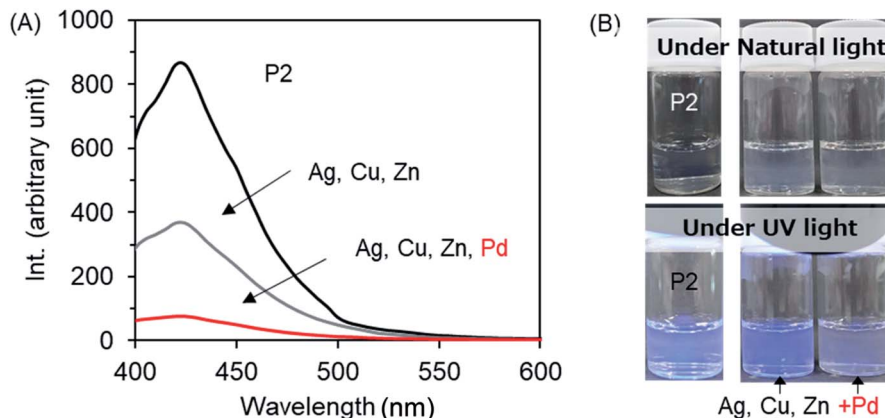 (A)
1000
800
600
400
200
0
Int. (arbitrary unit)
P2
Ag, Cu, Zn
Ag, Cu, Zn, Pd
400
450
500
550
600
Wavelength (nm)
(B)
Under Natural light
P2
Under UV light
P2
Ag, Cu, Zn +Pd